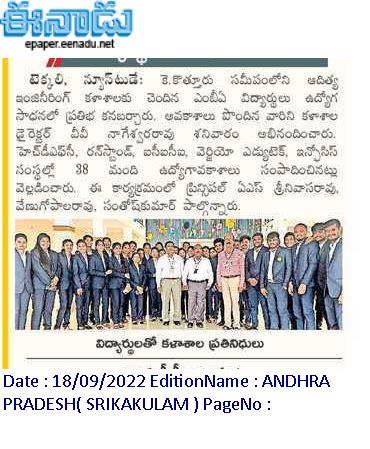 ఈనాడు
epaper.eenadu.net
టెక్కలి, న్యూస్‌టుడే: కె.కొత్తూరు సమీపంలోని ఆదిత్య
ఇంజినీరింగ్ కళాశాలకు చెందిన ఎంబీఏ విద్యార్థులు ఉద్యోగ
సాధనలో ప్రతిభ కనబర్చారు. అవకాశాలు పొందిన వారిని కళాశాల
డైరెక్టర్ వీవీ నాగేశ్వరరావు శనివారం అభినందించారు.
హెచ్‌డీఎఫ్‌సీ, రన్‌స్టాండ్, ఐసీఐసీఐ, వెర్జియో ఎడ్యుటెక్, ఇన్ఫోసిస్
సంస్థల్లో 38 మంది ఉద్యోగావకాశాలు సంపాదించినట్లు
వెల్లడించారు. ఈ కార్యక్రమంలో ప్రిన్సిపల్ ఏఎస్ శ్రీనివాసరావు,
వేణుగోపాలరావు, సంతోష్‌కుమార్ పాల్గొన్నారు.
విద్యార్థులతో కళాశాల ప్రతినిధులు
Date : 18/09/2022 EditionName : ANDHRA
PRADESH( SRIKAKULAM ) PageNo :